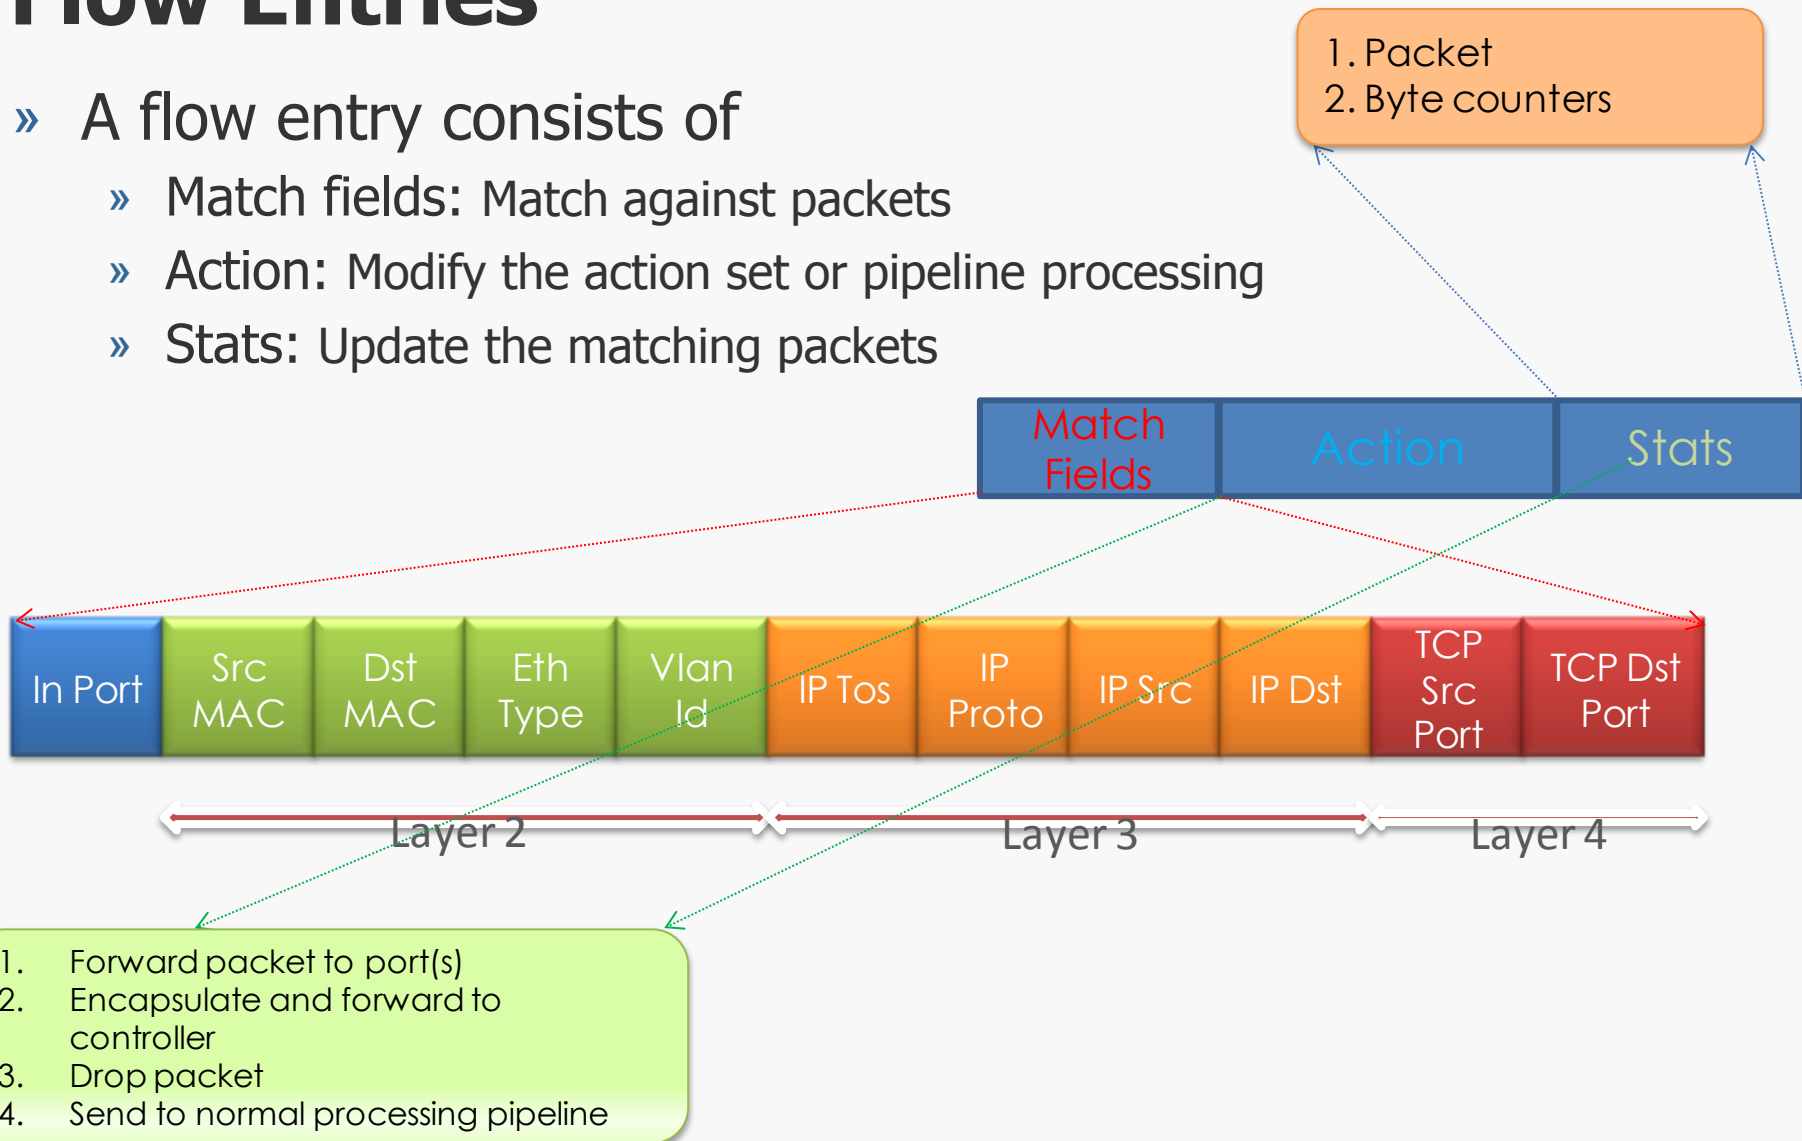 Flow Entries
» A flow entry consists of
» Match fields: Match against packets
» Action: Modify the action set or pipeline processing
» Stats: Update the matching packets
1. Packet
2. Byte counters
Match
Fields
Action
Stats
In Port
Src
MAC
Dst
MAC
Eth
Type
Vlan
Id
IP Tos
IP
Proto
IP Src
IP Dst
TCP
Src
Port
TCP Dst
Port
Layer 2
Layer 3
Layer 4
1. Forward packet to port(s)
2. Encapsulate and forward to
controller
3. Drop packet
4. Send to normal processing pipeline